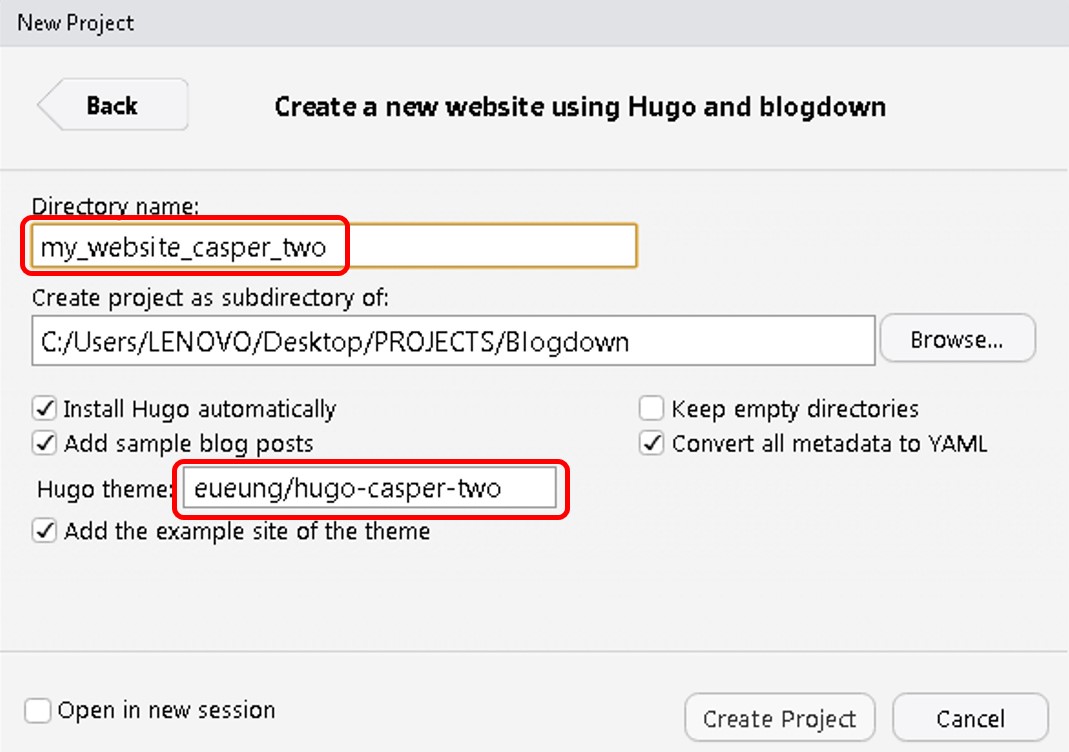 New Project
Back
Create a new website using Hugo and blogdown
Directory name:
my_website_casper_two
Create project as subdirectory of:
C:/Users/LENOVO/Desktop/PROJECTS/Blogdown
Browse...
Install Hugo automatically
Keep empty directories
Add sample blog posts
Convert all metadata to YAML
Hugo theme:
eueung/hugo-casper-two
Add the example site of the theme
Open in new session
Create Project
Cancel